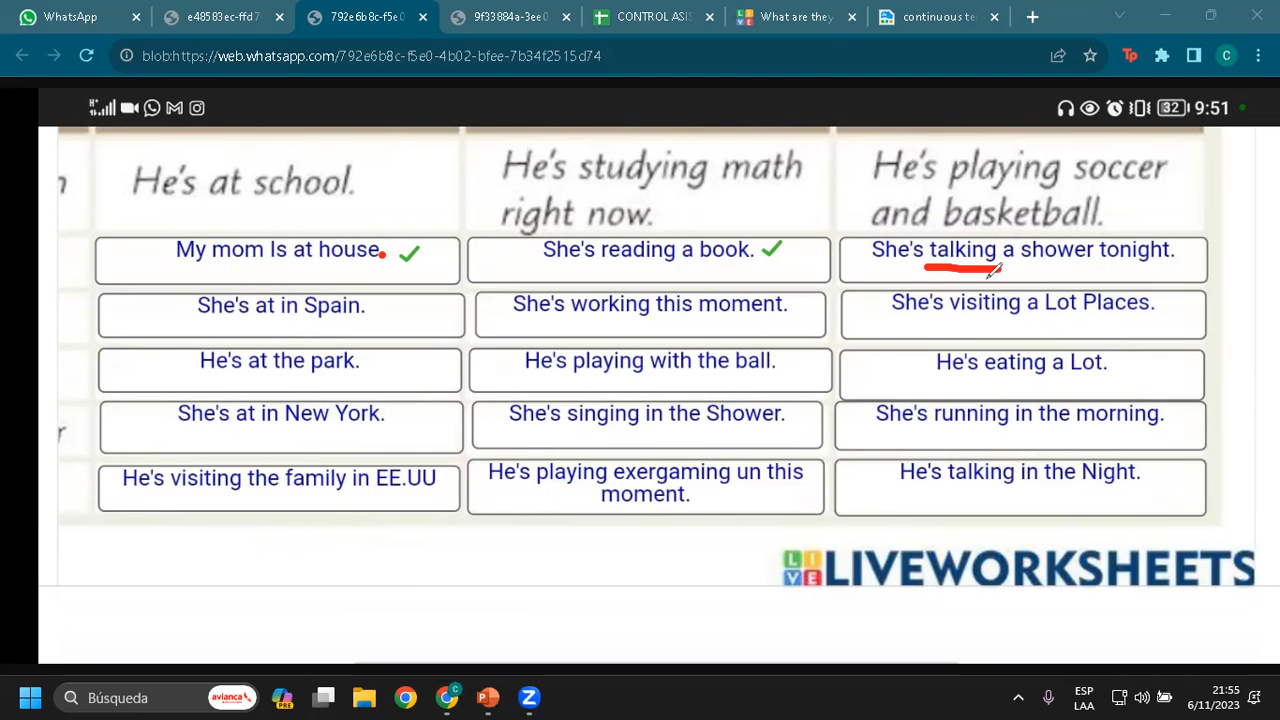 WhatsApp
e48583ec-ffd7
792e6b8c-f5e0
9f33884a-3ee0
CONTROL ASIS
What are they
continuous te
blob:https://web.whatsapp.com/792e6b8c-f5e0-4b02-bfee-7b34f2515d74
Tp
C
H+
32 9:51
He's at school.
He's studying math
right now.
He's playing soccer
and basketball.
My mom Is at house.
She's reading a book.
She's talking a shower tonight.
She's at in Spain.
She's working this moment.
She's visiting a Lot Places.
He's at the park.
He's playing with the ball.
He's eating a Lot.
She's at in New York.
She's singing in the Shower.
She's running in the morning.
He's visiting the family in EE.UU
He's playing exergaming un this
moment.
He's talking in the Night.
LIVE LIVEWORKSHEETS
Búsqueda
avianca
PRE
C
ESP
LAA
21:55
6/11/2023